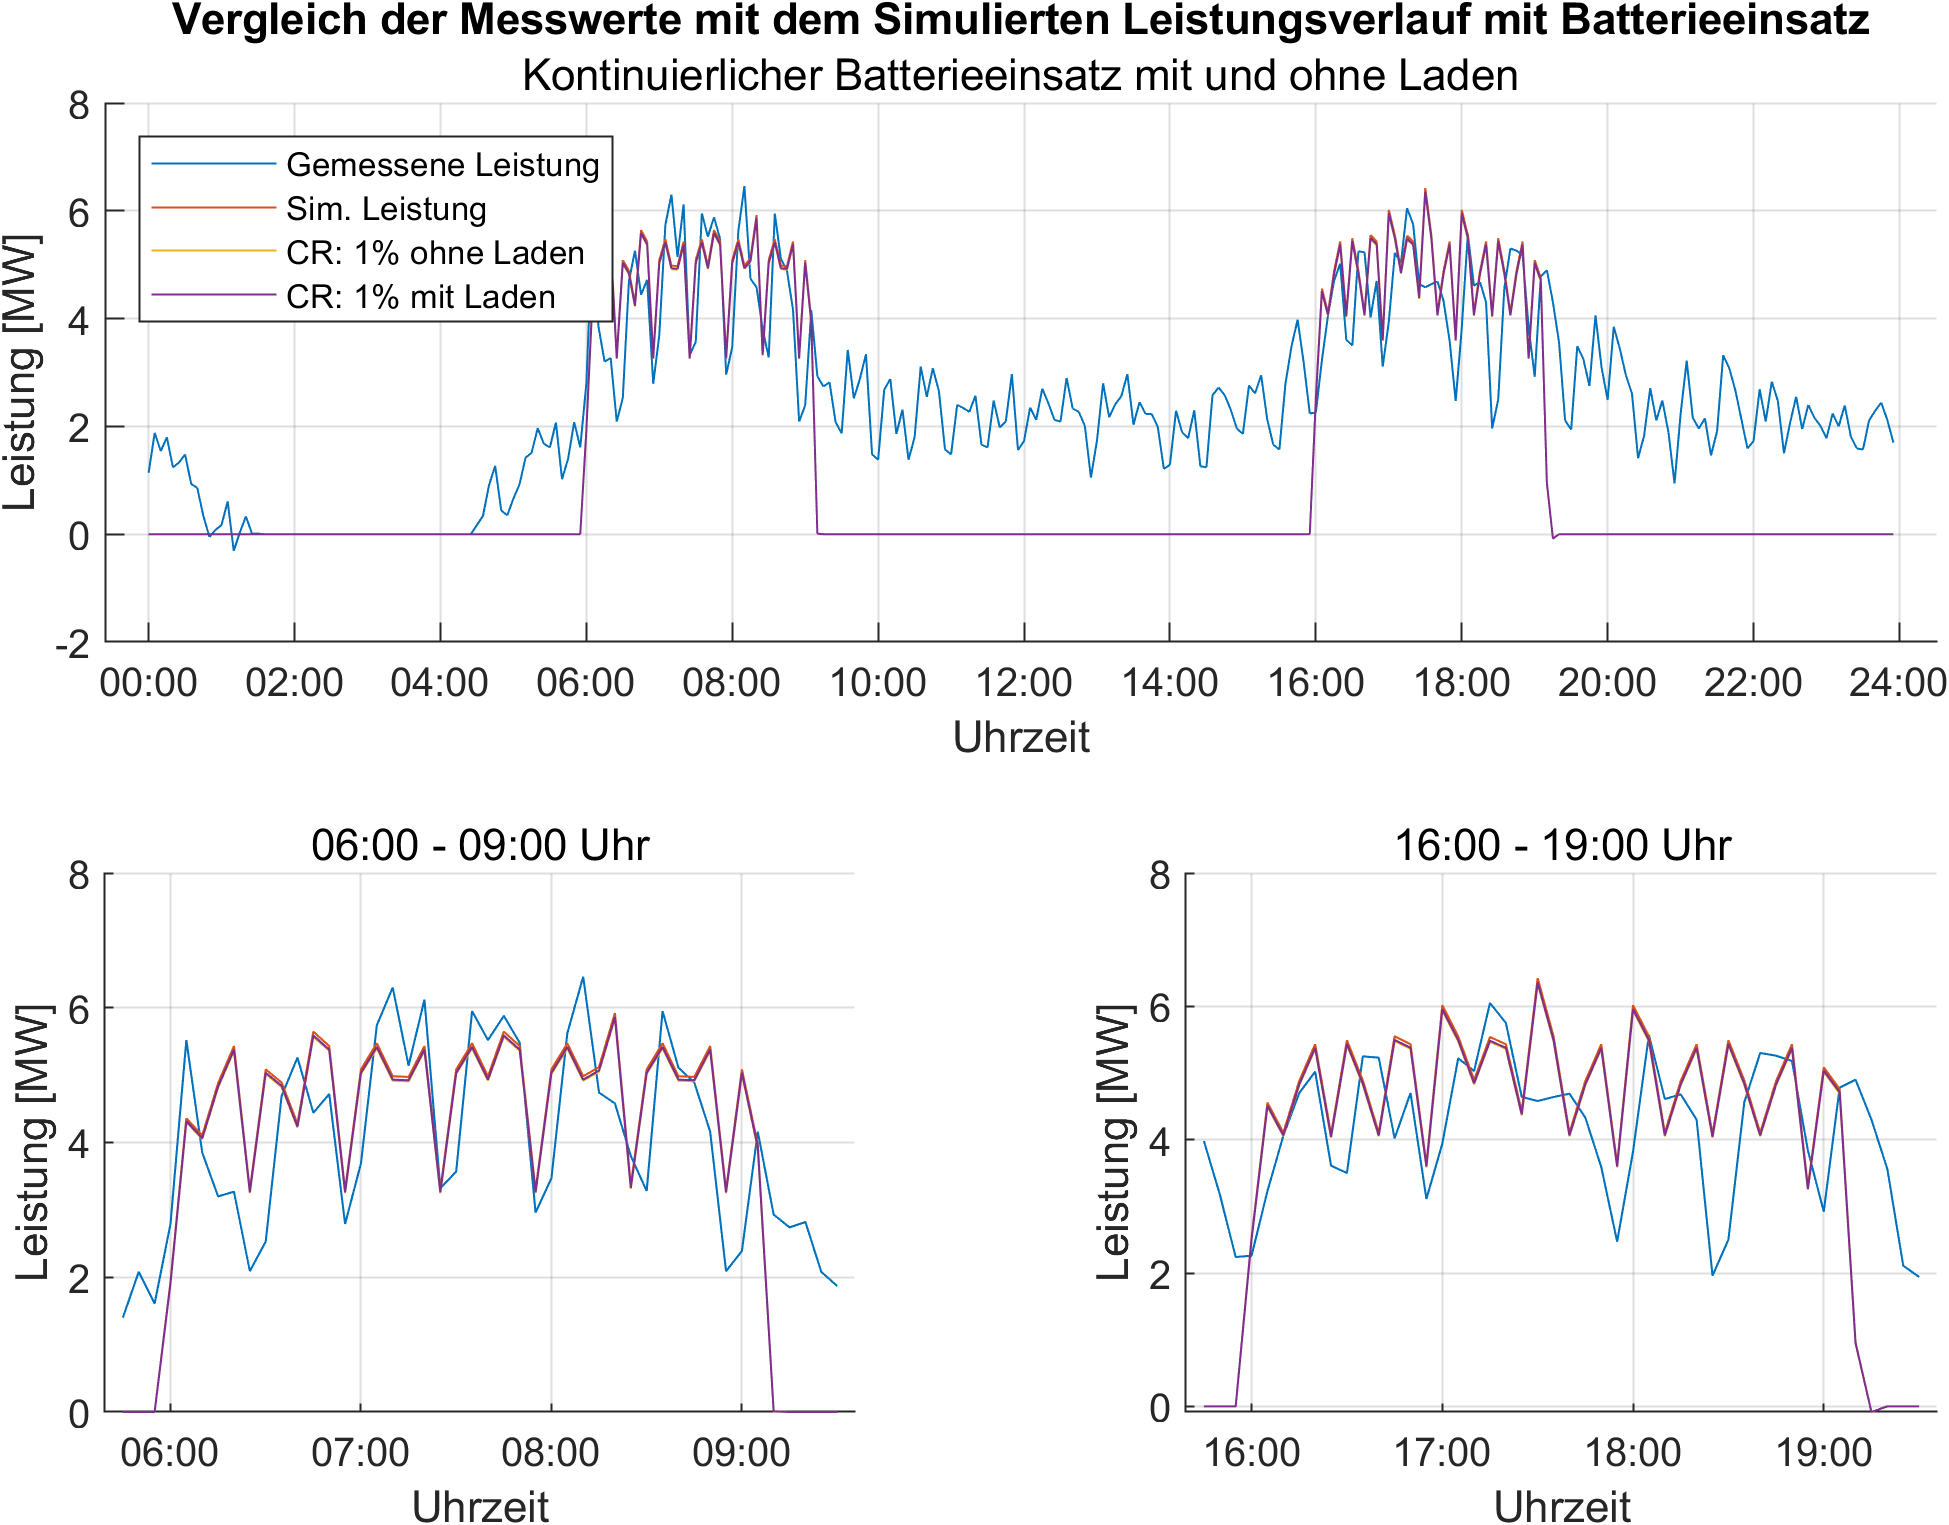 Vergleich der Messwerte mit dem Simulierten Leistungsverlauf mit Batterieeinsatz
Kontinuierlicher Batterieeinsatz mit und ohne Laden
8
6
4
2
0
-2
Leistung [MW]
Gemessene Leistung
Sim. Leistung
CR: 1% ohne Laden
CR: 1% mit Laden
00:00 02:00 04:00 06:00 08:00 10:00 12:00 14:00 16:00 18:00 20:00 22:00 24:00
Uhrzeit
06:00 - 09:00 Uhr
8
6
4
2
0
Leistung [MW]
06:00 07:00 08:00 09:00
Uhrzeit
16:00 - 19:00 Uhr
8
6
4
2
0
Leistung [MW]
16:00 17:00 18:00 19:00
Uhrzeit